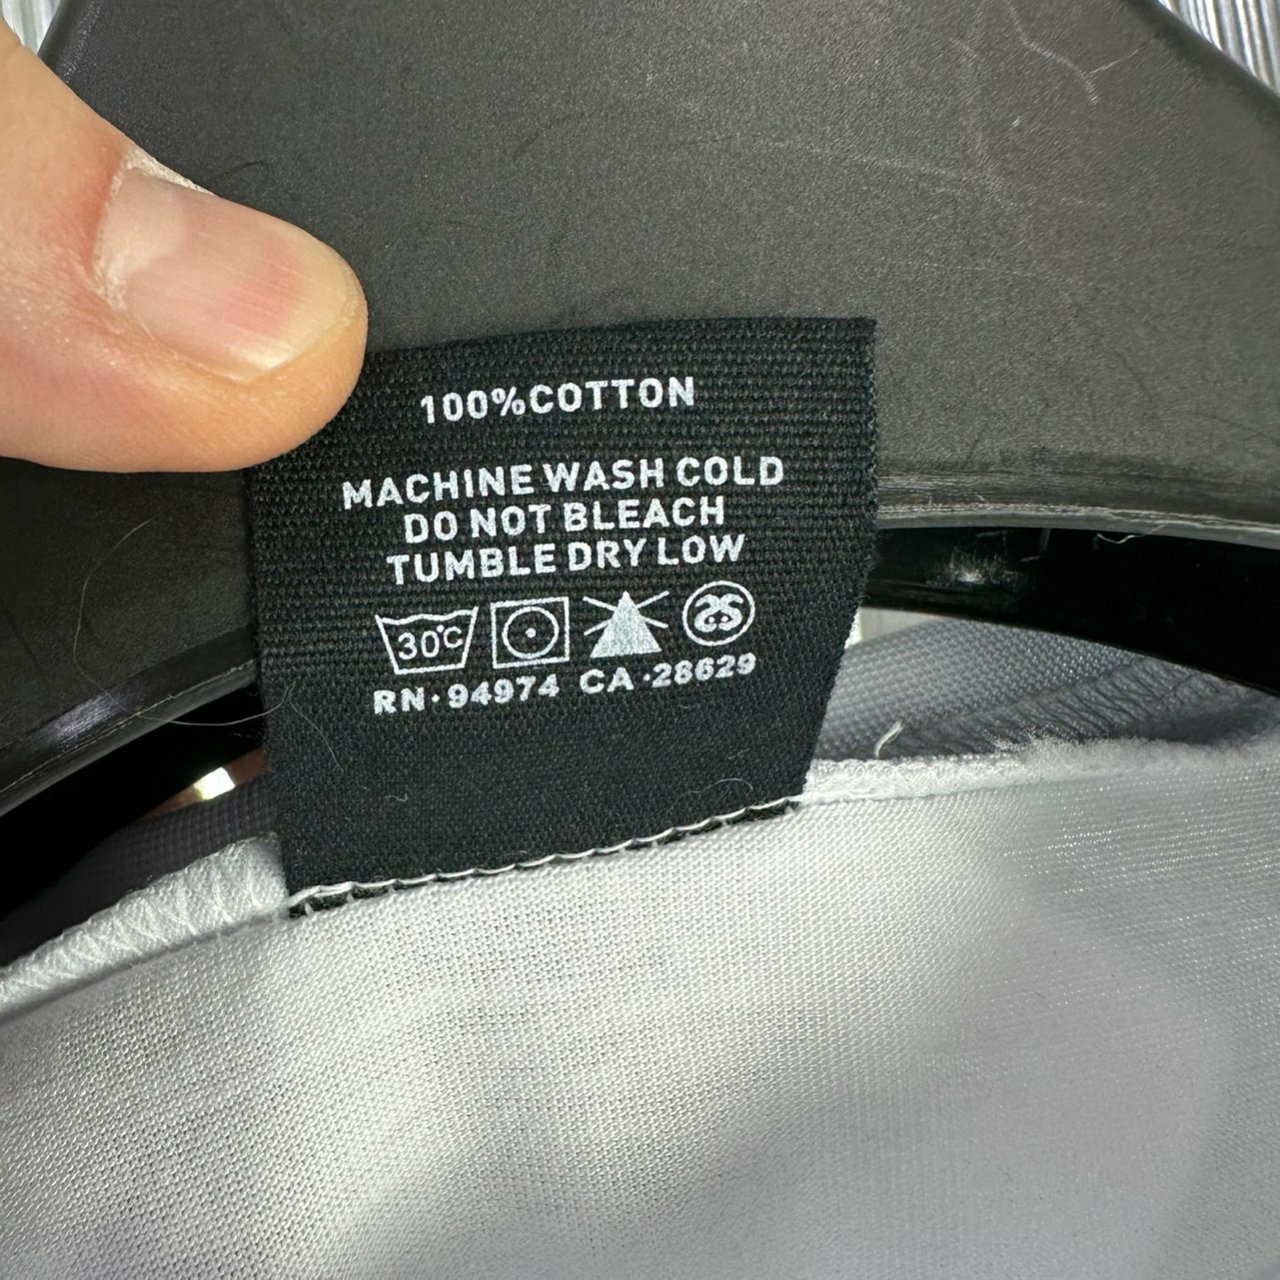 100%COTTON
MACHINE WASH COLD
DO NOT BLEACH
TUMBLE DRY LOW
30°C
RN·94974 CA·28629